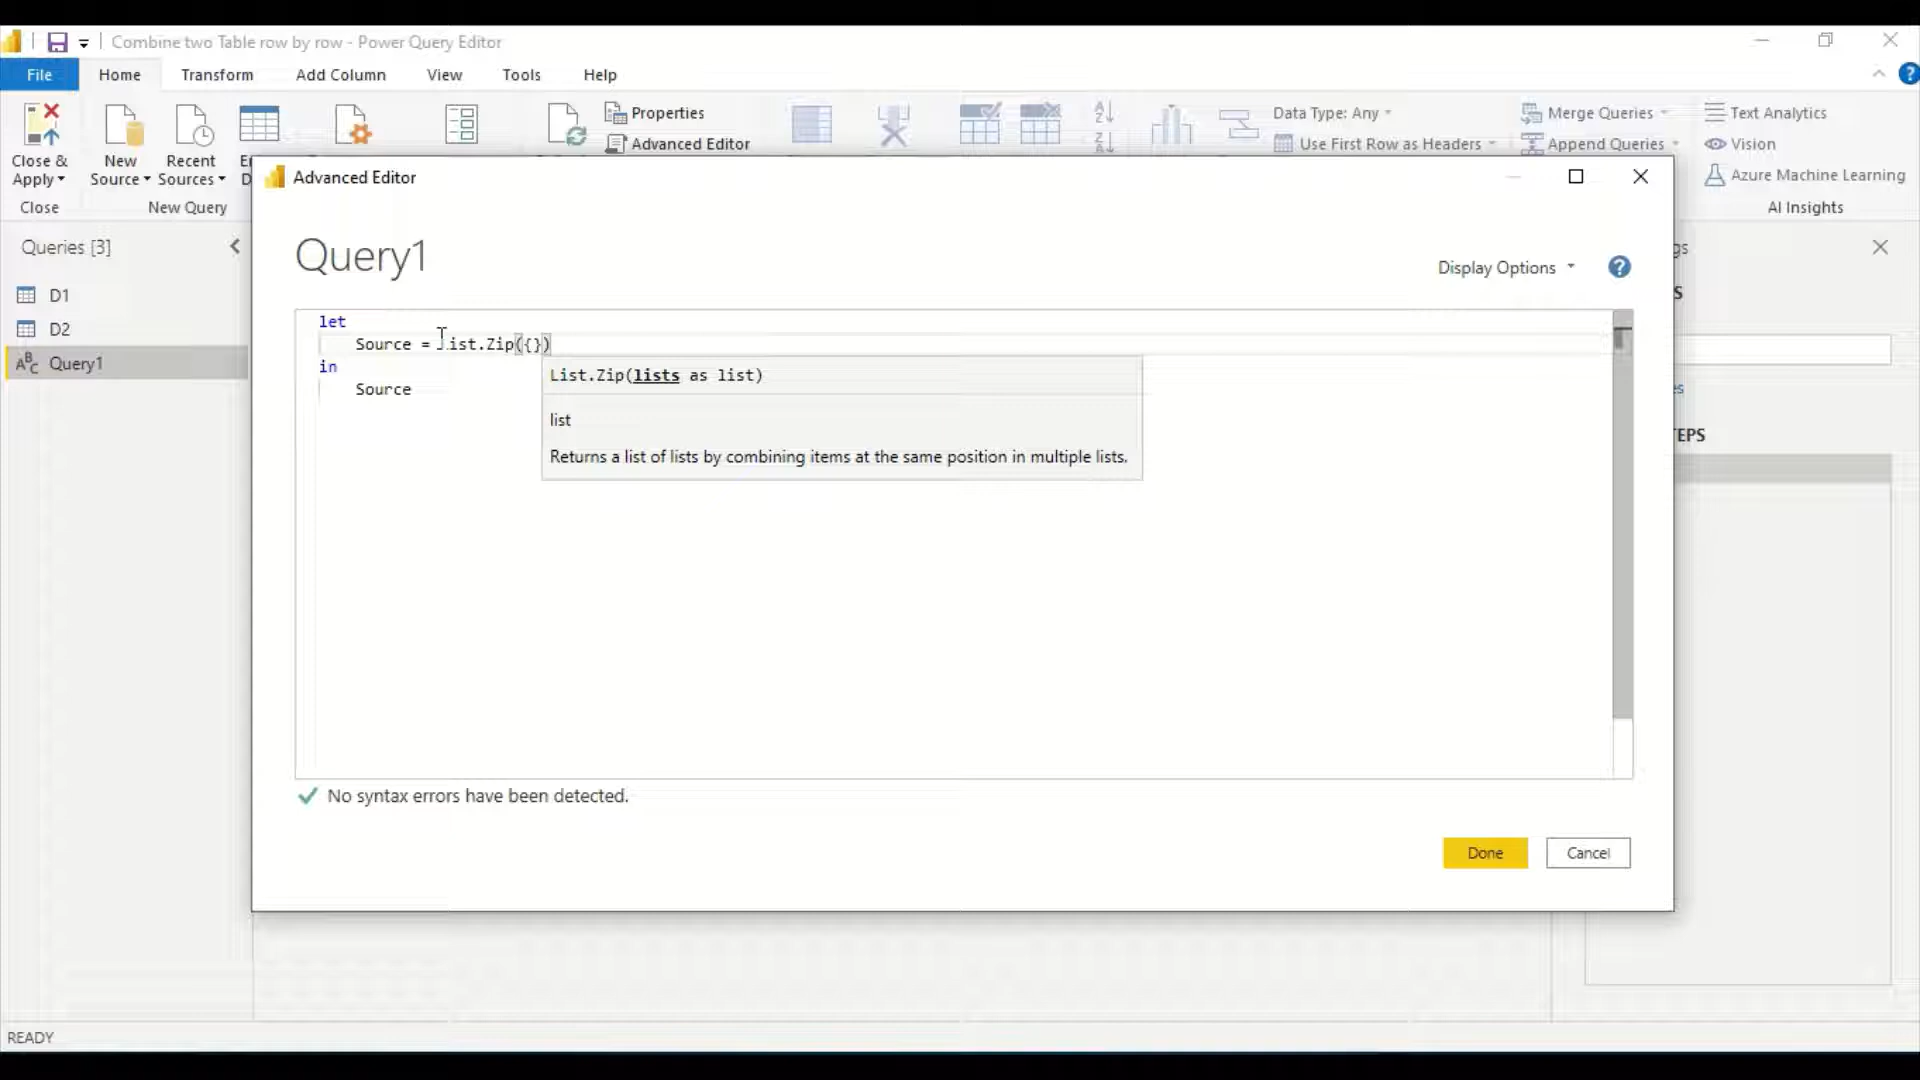 Combine two Table row by row - Power Query Editor
File Home Transform Add Column View Tools Help
Close & Apply
New Source
Recent Sources
Properties
Advanced Editor
Data Type: Any
Use First Row as Headers
Merge Queries
Append Queries
Text Analytics
Vision
Azure Machine Learning
Close
New Query
AI Insights
Queries [3]
D1
D2
ABC Query1
Advanced Editor
Query1
Display Options
let
Source = List.Zip({})
in
Source
List.Zip(lists as list)
list
Returns a list of lists by combining items at the same position in multiple lists.
No syntax errors have been detected.
Done
Cancel
READY